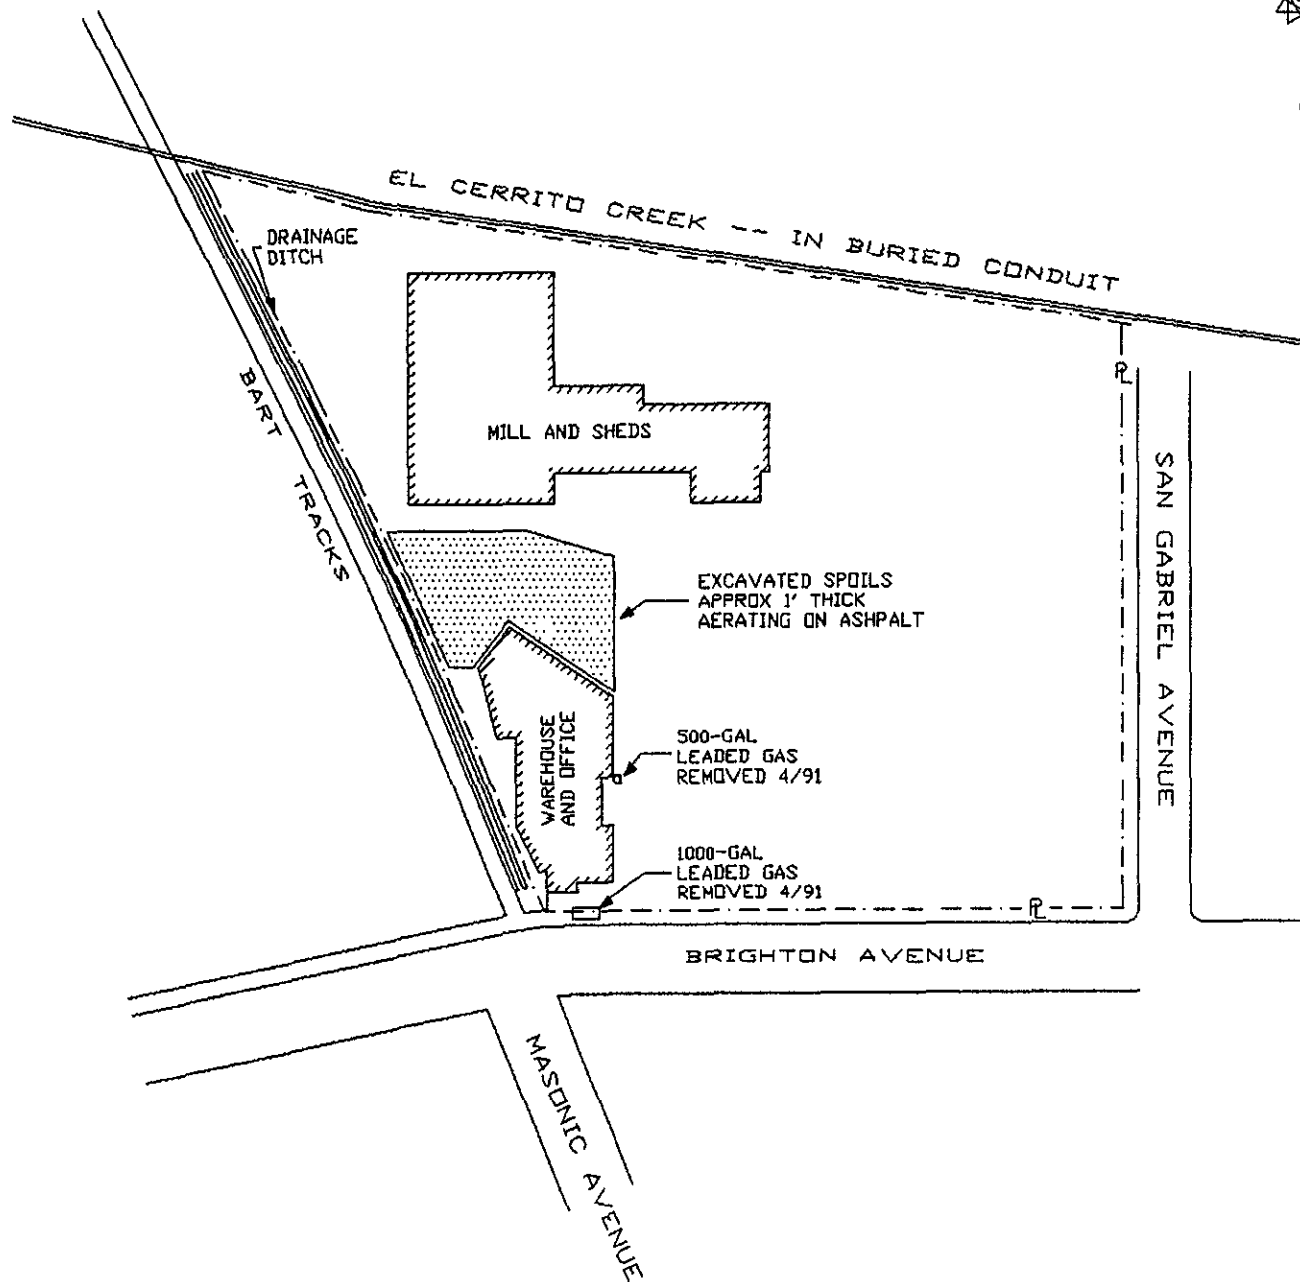 EL CERRITO CREEK -- IN BURIED CONDUIT
DRAINAGE
DITCH
BART TRACKS
MILL AND SHEDS
PL
SAN GABRIEL AVENUE
EXCAVATED SPOILS
APPROX 1' THICK
AERATING ON ASHPALT
WAREHOUSE
AND OFFICE
500-GAL
LEADED GAS
REMOVED 4/91
1000-GAL
LEADED GAS
REMOVED 4/91
PL
BRIGHTON AVENUE
MASONIC AVENUE